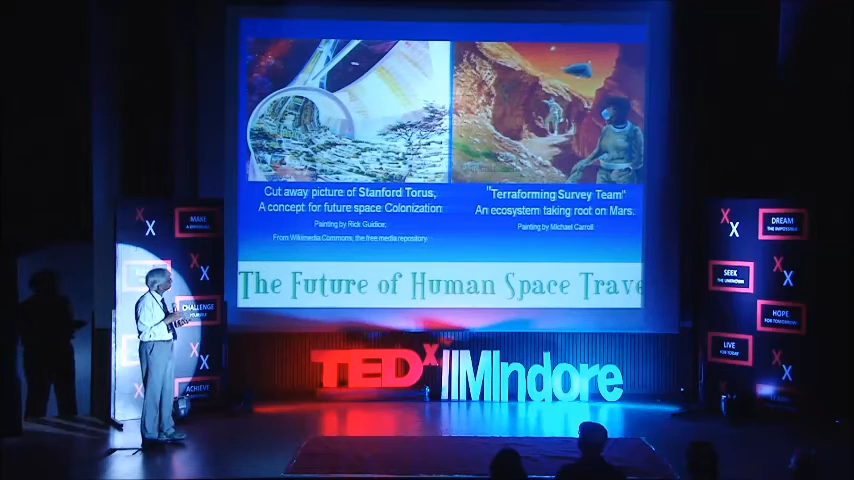 Cut away picture of Stanford Torus,
A concept for future space Colonization
Painting by Rick Guidice;
From Wikimedia Commons, the free media repository.
"Terraforming Survey Team"
An ecosystem taking root on Mars.
Painting by Michael Carroll.
The Future of Human Space Trave
X
X
MAKE
A DIFFERENCE
X
X
CHALLENGE
YOURSELF
X
X
ACHIEVE
TEDx
IIMIndore
X
X
DREAM
THE IMPOSSIBLE
SEEK
THE UNKNOWN
X
X
HOPE
FOR TOMORROW
LIVE
FOR TODAY
X
X